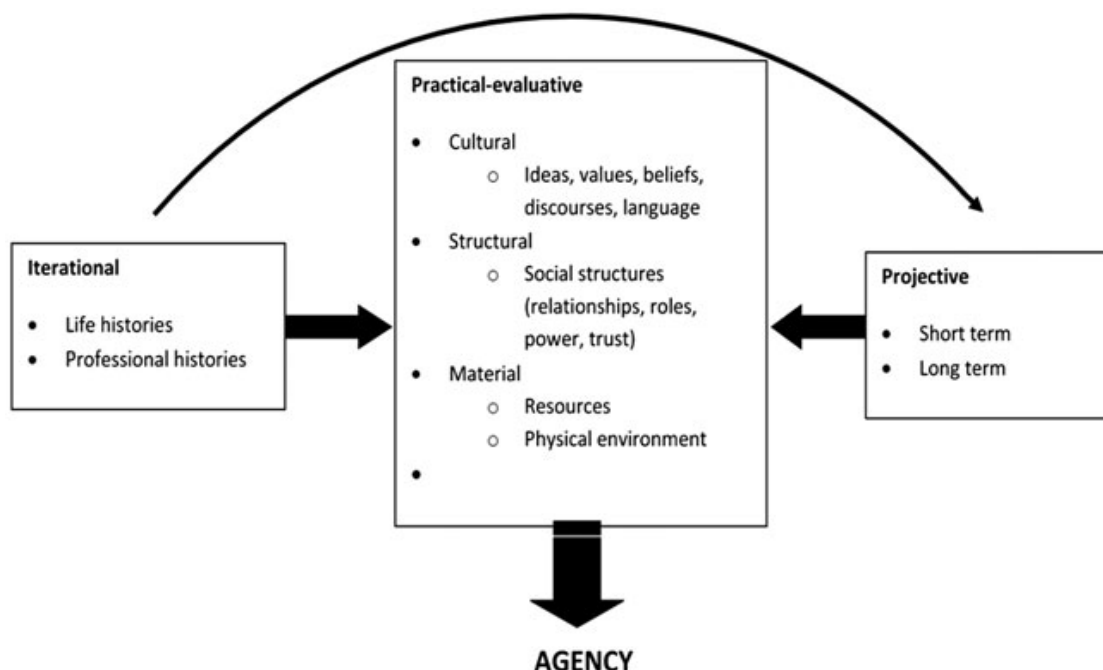 Practical-evaluative
• Cultural
o Ideas, values, beliefs,
discourses, language
• Structural
o Social structures
(relationships, roles,
power, trust)
• Material
o Resources
o Physical environment
•
Iterational
• Life histories
• Professional histories
Projective
• Short term
• Long term
AGENCY